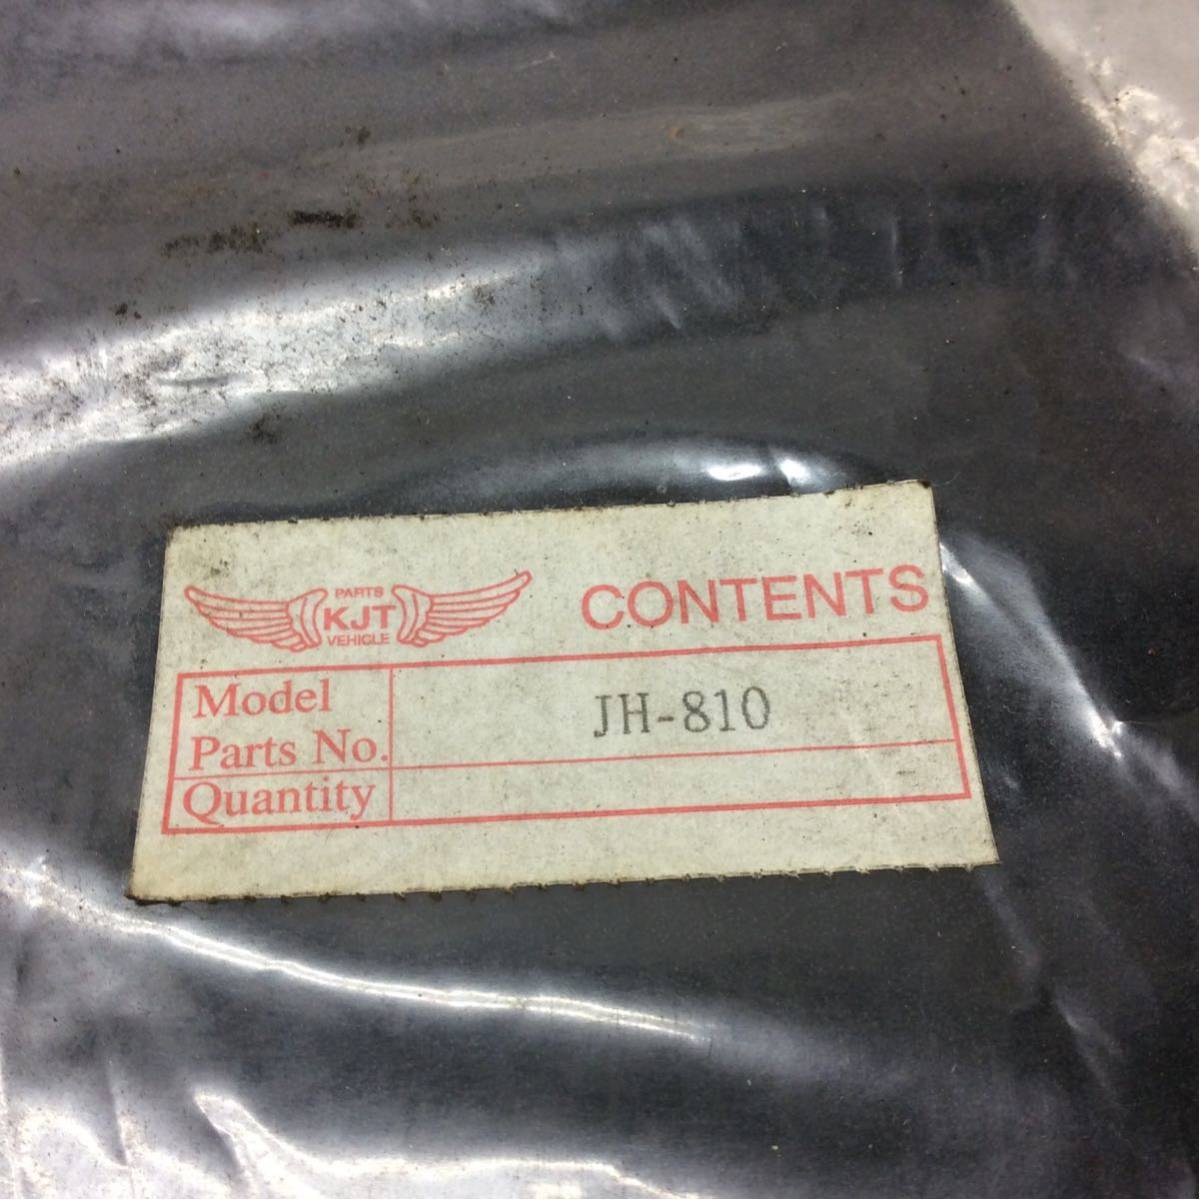 PARTS
KJT
VEHICLE
CONTENTS
Model
Parts No.
JH-810
Quantity